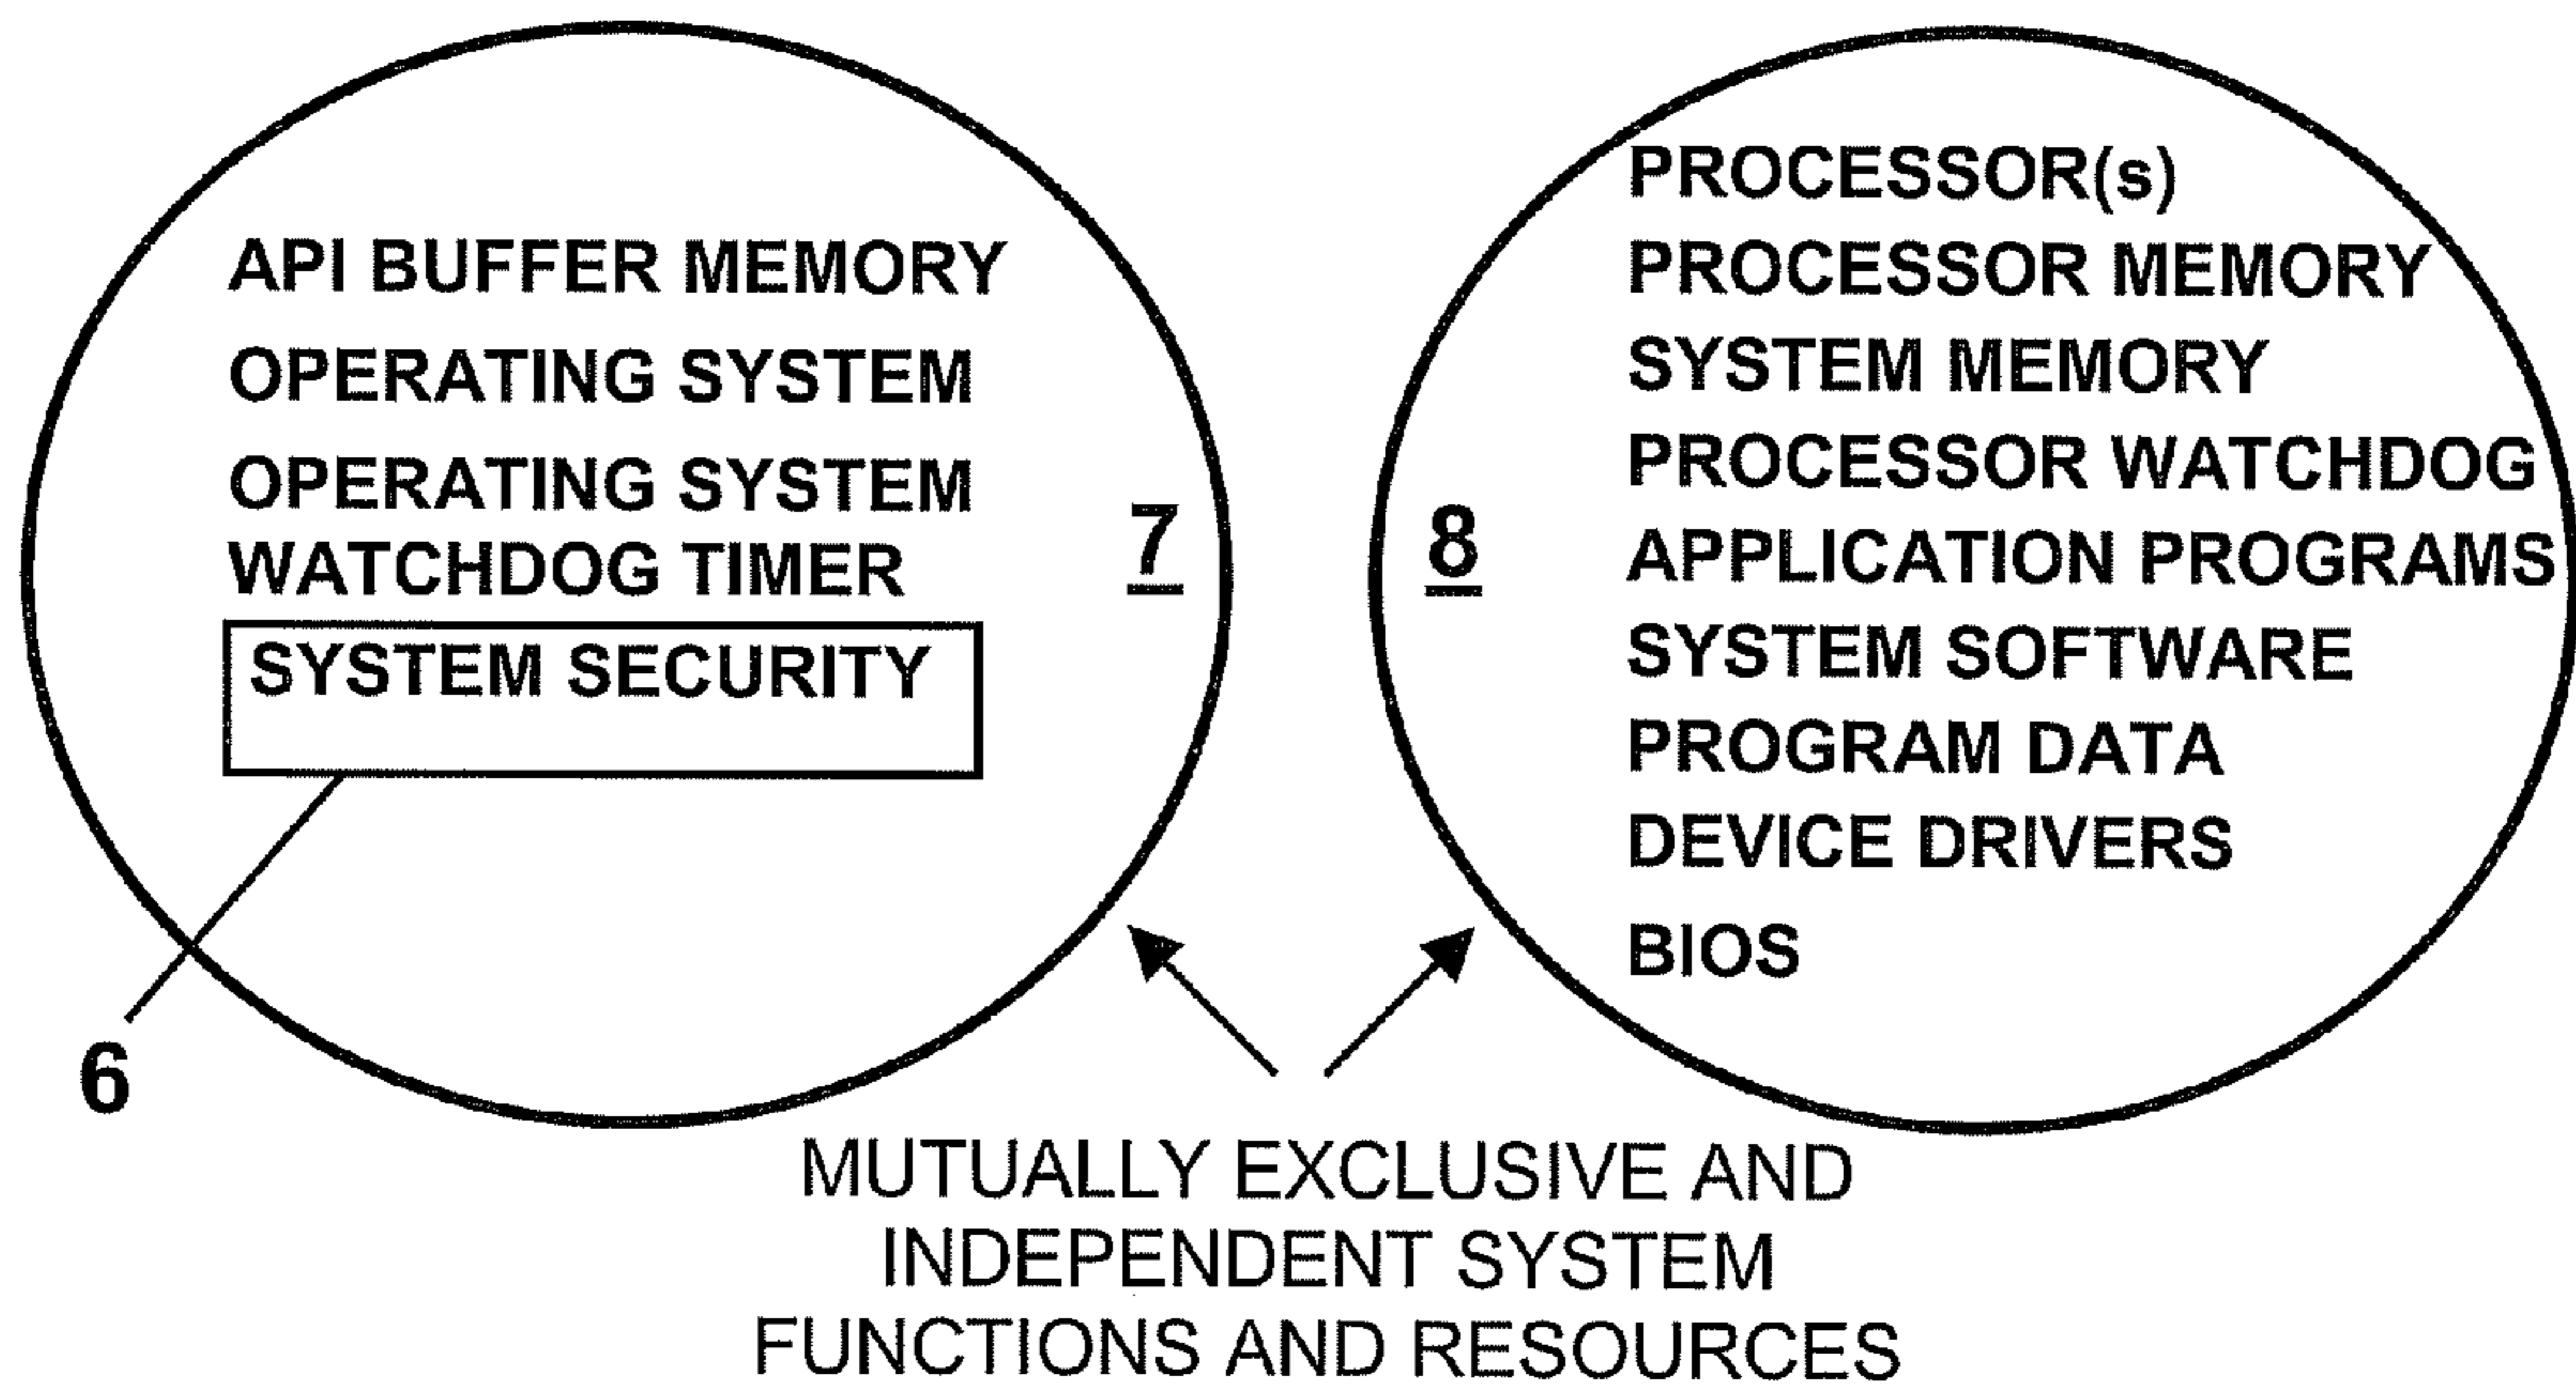 API BUFFER MEMORY
OPERATING SYSTEM
OPERATING SYSTEM
WATCHDOG TIMER
SYSTEM SECURITY
7
6
8
PROCESSOR(s)
PROCESSOR MEMORY
SYSTEM MEMORY
PROCESSOR WATCHDOG
APPLICATION PROGRAMS
SYSTEM SOFTWARE
PROGRAM DATA
DEVICE DRIVERS
BIOS
MUTUALLY EXCLUSIVE AND
INDEPENDENT SYSTEM
FUNCTIONS AND RESOURCES